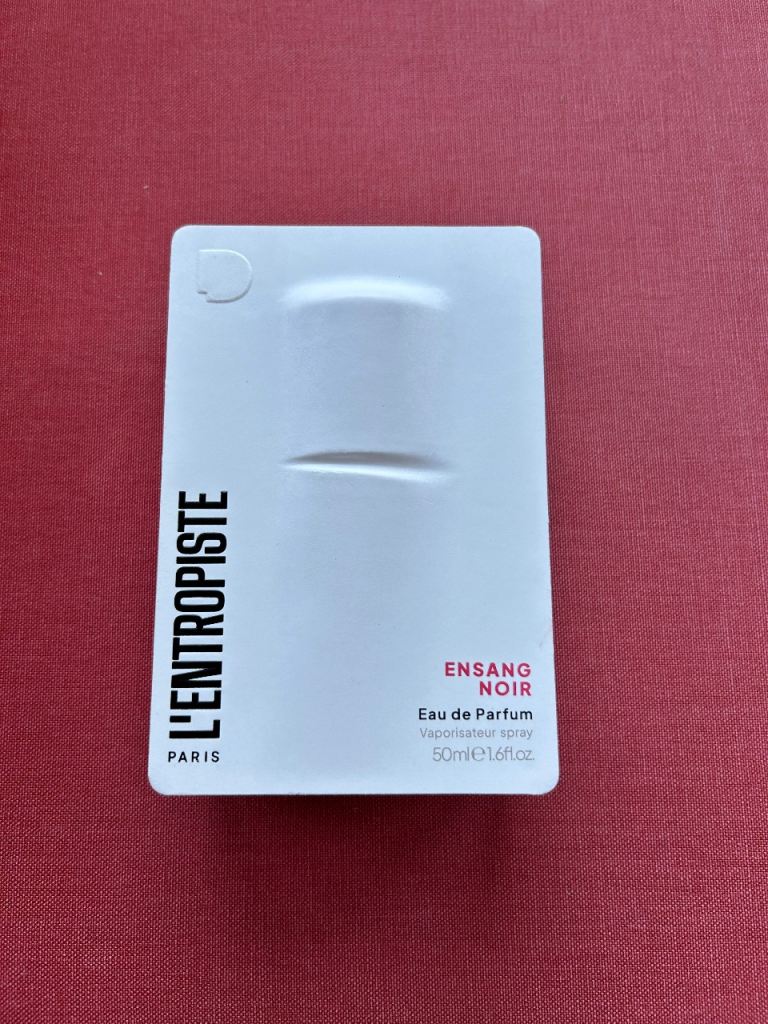 L'ENTROPISTE
PARIS
ENSANG
NOIR
Eau de Parfum
Vaporisateur spray
50ml℮1.6fl.oz.